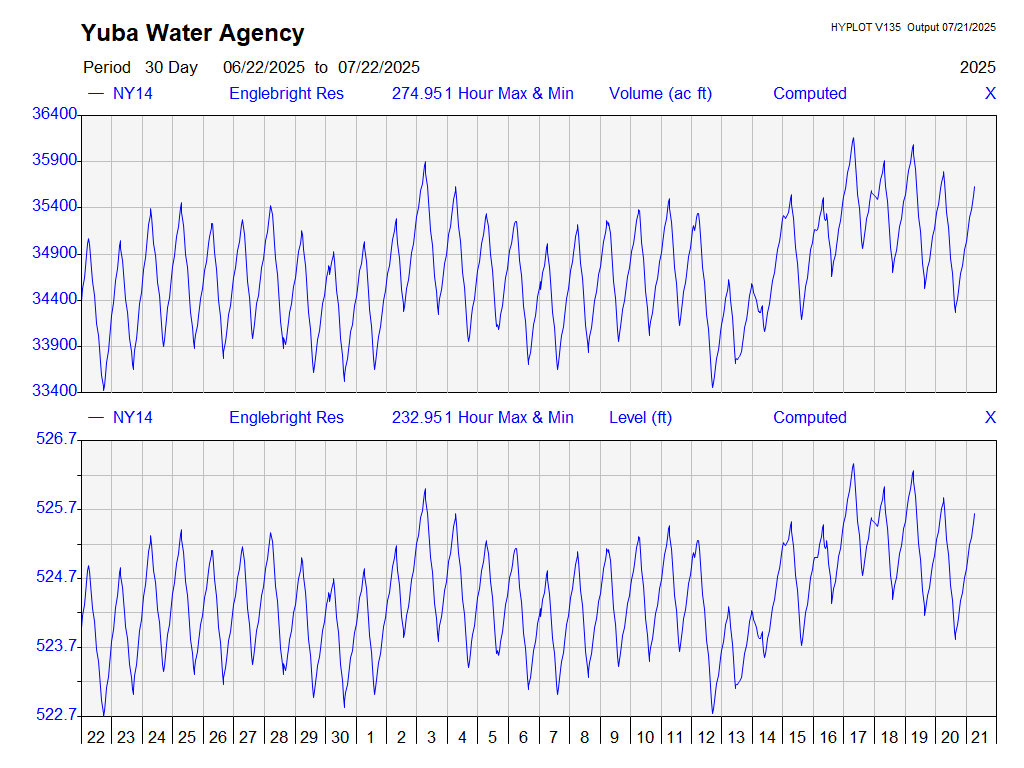 Yuba Water Agency
HYPLOT V135 Output 07/21/2025
Period 30 Day 06/22/2025 to 07/22/2025 2025
— NY14 Englebright Res 274.951 Hour Max & Min Volume (ac ft) Computed X
36400
35900
35400
34900
34400
33900
33400
— NY14 Englebright Res 232.951 Hour Max & Min Level (ft) Computed X
526.7
525.7
524.7
523.7
522.7
22 23 24 25 26 27 28 29 30 1 2 3 4 5 6 7 8 9 10 11 12 13 14 15 16 17 18 19 20 21